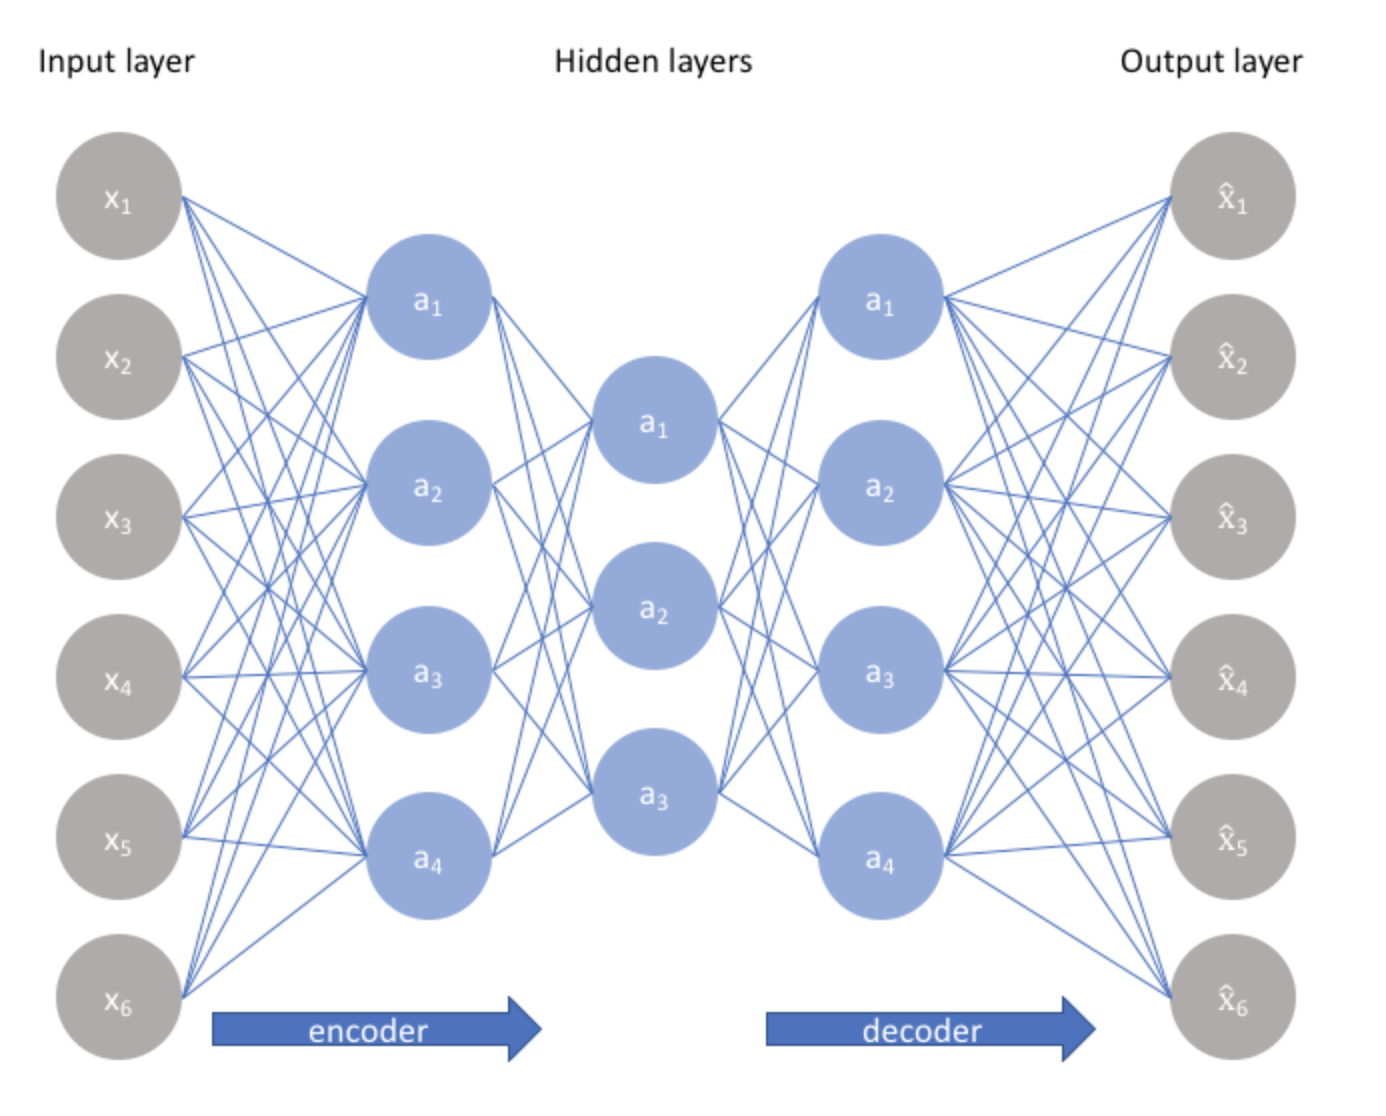 Input layer
Hidden layers
Output layer
x₁
x₂
x₃
x₄
x₅
x₆
a₁
a₂
a₃
a₄
a₁
a₂
a₃
a₁
a₂
a₃
a₄
x̂₁
x̂₂
x̂₃
x̂₄
x̂₅
x̂₆
encoder
decoder